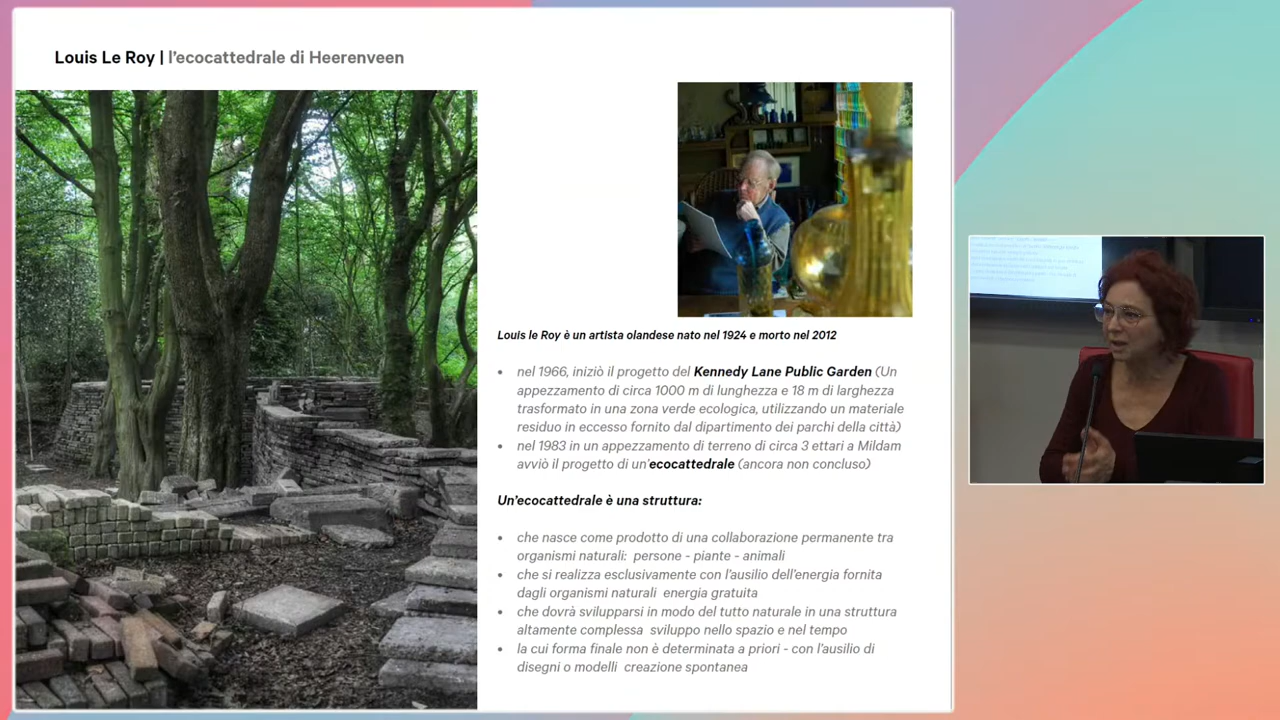 Louis Le Roy | l'ecocattedrale di Heerenveen
Louis le Roy è un artista olandese nato nel 1924 e morto nel 2012
• nel 1966, iniziò il progetto del Kennedy Lane Public Garden (Un
appezzamento di circa 1000 m di lunghezza e 18 m di larghezza
trasformato in una zona verde ecologica, utilizzando un materiale
residuo in eccesso fornito dal dipartimento dei parchi della città)
• nel 1983 in un appezzamento di terreno di circa 3 ettari a Mildam
avviò il progetto di un'ecocattedrale (ancora non concluso)
Un'ecocattedrale è una struttura:
• che nasce come prodotto di una collaborazione permanente tra
organismi naturali: persone - piante - animali
• che si realizza esclusivamente con l'ausilio dell'energia fornita
dagli organismi naturali energia gratuita
• che dovrà svilupparsi in modo del tutto naturale in una struttura
altamente complessa sviluppo nello spazio e nel tempo
• la cui forma finale non è determinata a priori - con l'ausilio di
disegni o modelli creazione spontanea